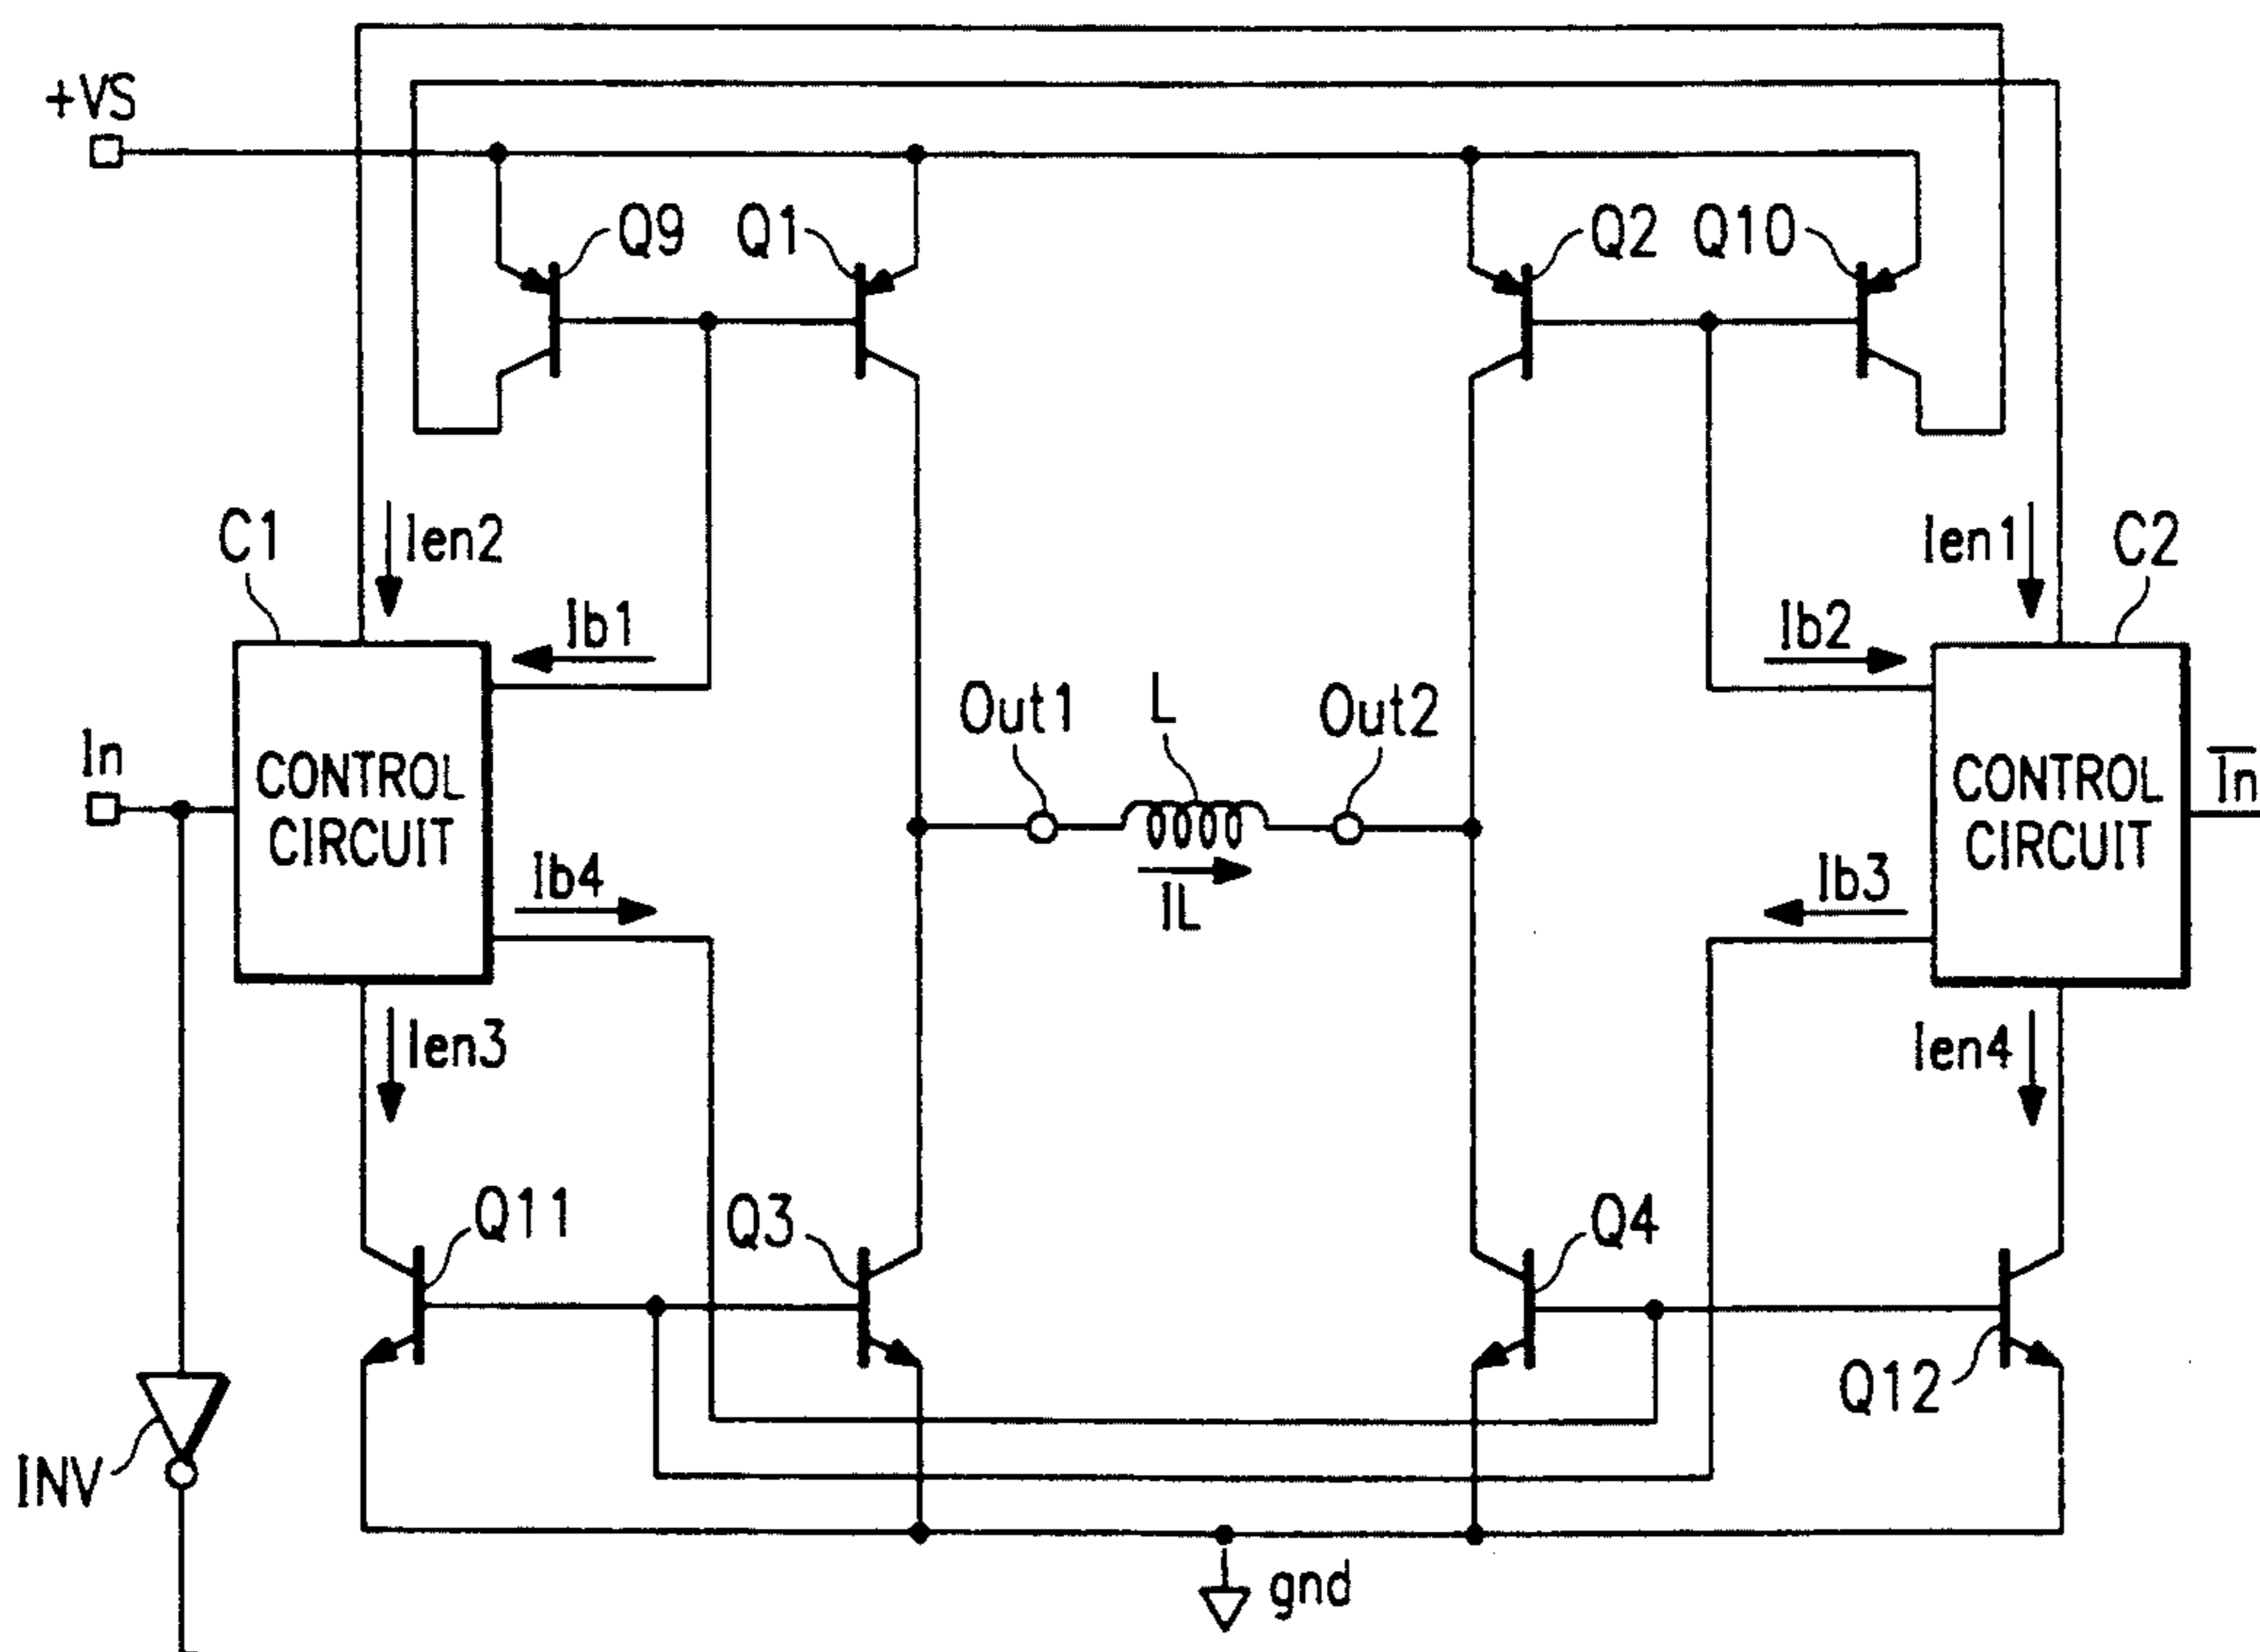 +VS
Q9
Q1
Q2
Q10
C1
Ien2
Ib1
Ien1
C2
Ib2
In
CONTROL
CIRCUIT
Out1
L
Out2
CONTROL
CIRCUIT
I̅n̅
Ib4
IL
Ib3
Ien3
Ien4
Q11
Q3
Q4
Q12
INV
gnd